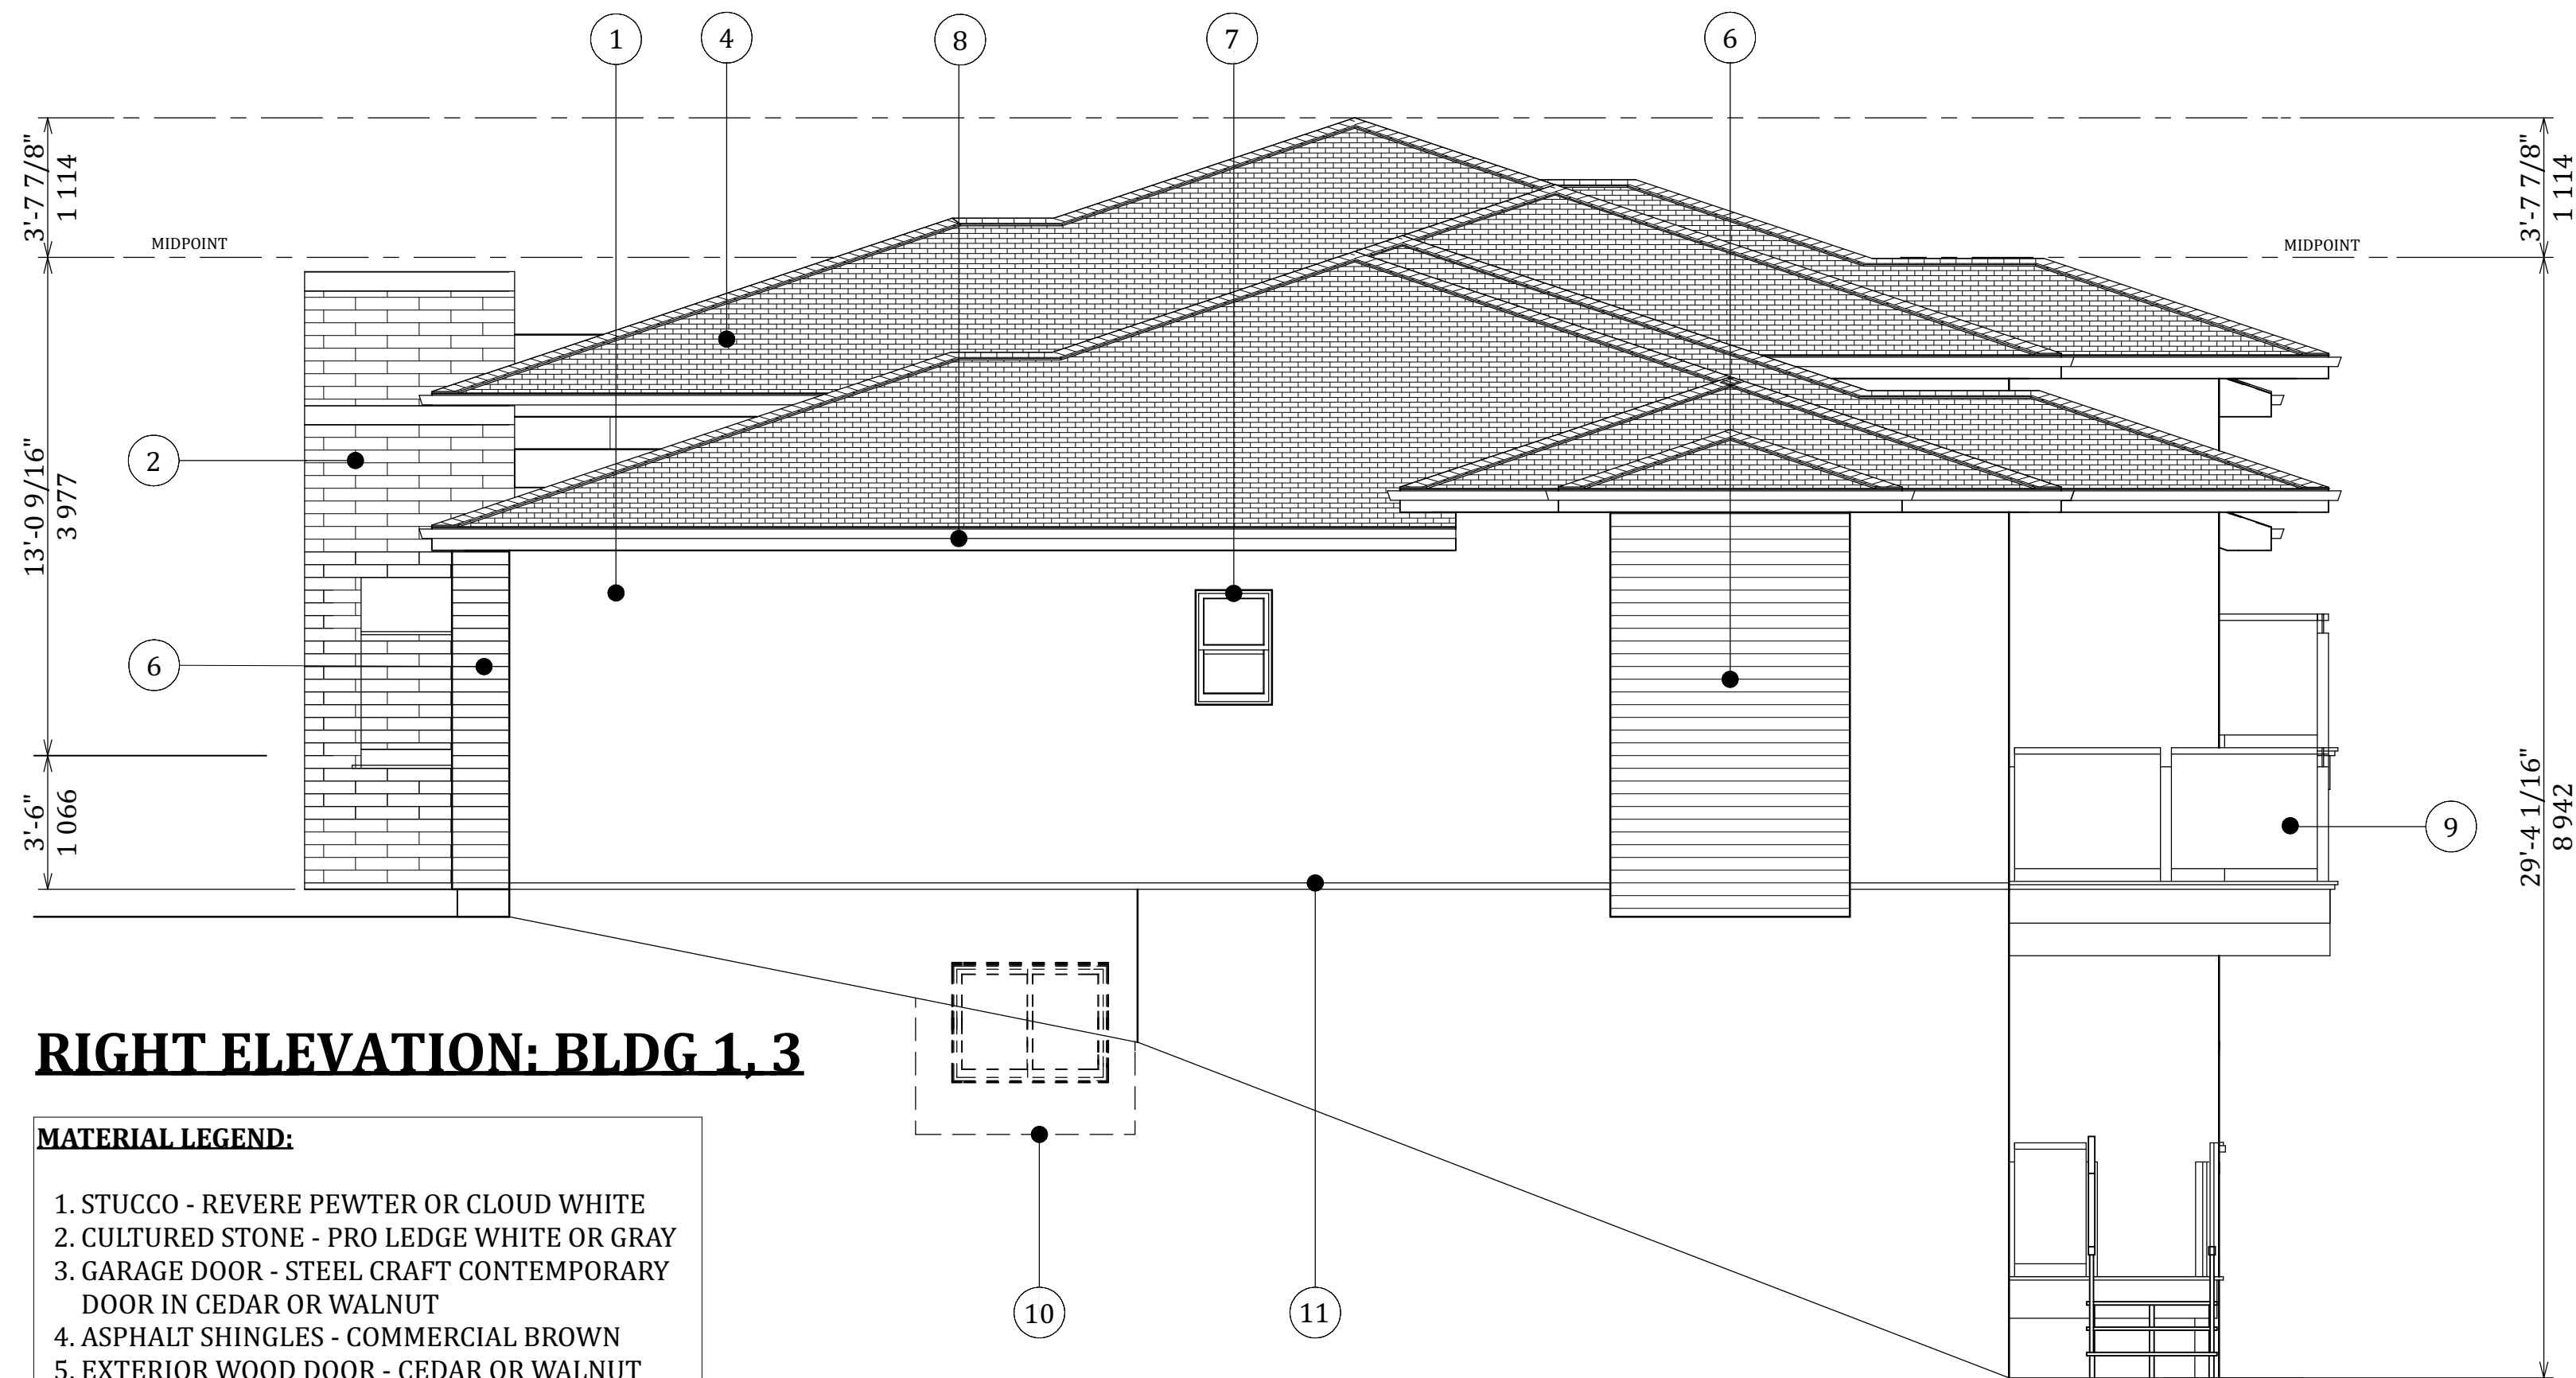 1
4
8
7
6
3'-7 7/8"
1 114
3'-7 7/8"
1 114
MIDPOINT
MIDPOINT
2
13'-0 9/16"
3 977
6
3'-6"
1 066
9
29'-4 1/16"
8 942
10
11
RIGHT ELEVATION: BLDG 1, 3
MATERIAL LEGEND:
1. STUCCO - REVERE PEWTER OR CLOUD WHITE
2. CULTURED STONE - PRO LEDGE WHITE OR GRAY
3. GARAGE DOOR - STEEL CRAFT CONTEMPORARY
DOOR IN CEDAR OR WALNUT
4. ASPHALT SHINGLES - COMMERCIAL BROWN
5. EXTERIOR WOOD DOOR - CEDAR OR WALNUT